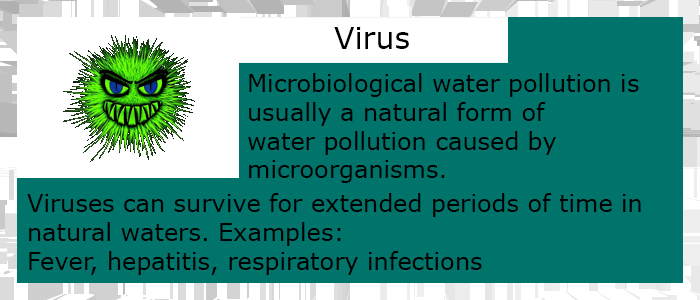 Virus
Microbiological water pollution is
usually a natural form of
water pollution caused by
microorganisms.
Viruses can survive for extended periods of time in
natural waters. Examples:
Fever, hepatitis, respiratory infections